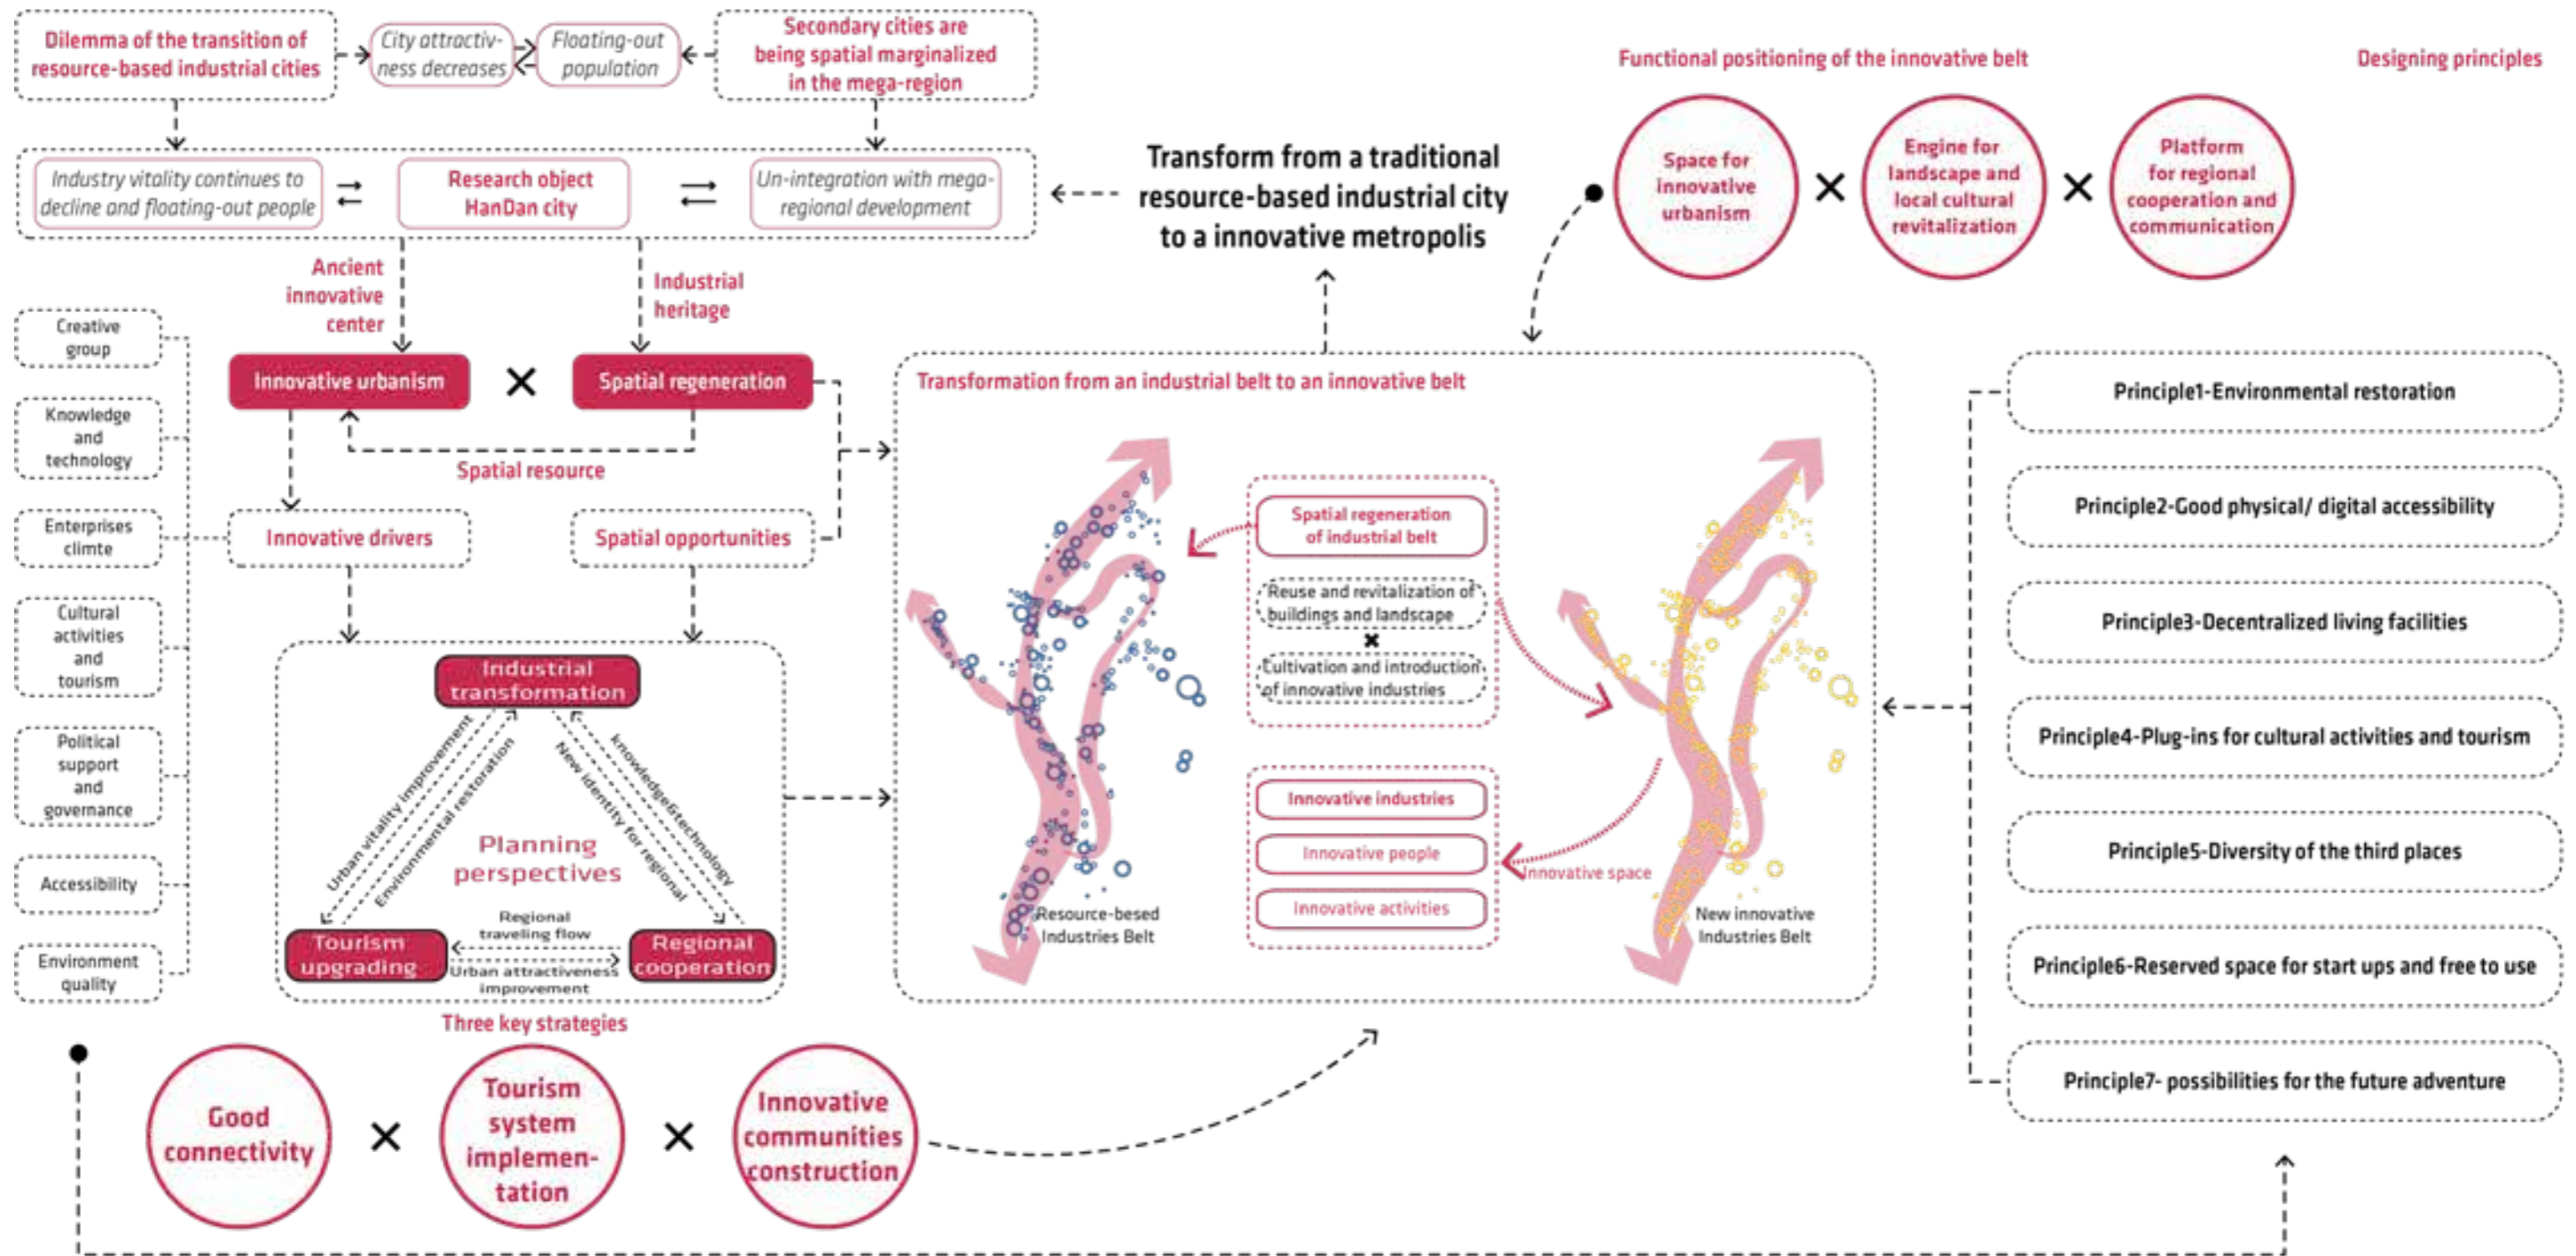 Dilemma of the transition of
resource-based industrial cities
City attractiv-
ness decreases
Floating-out
population
Secondary cities are
being spatial marginalized
in the mega-region
Industry vitality continues to
decline and floating-out people
Research object
HanDan city
Un-integration with mega-
regional development
Transform from a traditional
resource-based industrial city
to a innovative metropolis
Functional positioning of the innovative belt
Space for
innovative
urbanism
Engine for
landscape and
local cultural
revitalization
Platform
for regional
cooperation and
communication
Designing principles
Ancient
innovative
center
Industrial
heritage
Creative
group
Knowledge
and
technology
Enterprises
climte
Cultural
activities
and
tourism
Political
support
and
governance
Accessibility
Environment
quality
Innovative urbanism
Spatial regeneration
Spatial resource
Innovative drivers
Spatial opportunities
Industrial
transformation
Urban vitality improvement
Environmental restoration
New identity for regional
knowledge&technology
Planning
perspectives
Regional
traveling flow
Tourism
upgrading
Regional
cooperation
Urban attractiveness
improvement
Transformation from an industrial belt to an innovative belt
Spatial regeneration
of industrial belt
Reuse and revitalization of
buildings and landscape
Cultivation and introduction
of innovative industries
Innovative industries
Innovative people
Innovative activities
Innovative space
Resource-besed
Industries Belt
New innovative
Industries Belt
Principle1-Environmental restoration
Principle2-Good physical/ digital accessibility
Principle3-Decentralized living facilities
Principle4-Plug-ins for cultural activities and tourism
Principle5-Diversity of the third places
Principle6-Reserved space for start ups and free to use
Principle7- possibilities for the future adventure
Three key strategies
Good
connectivity
Tourism
system
implemen-
tation
Innovative
communities
construction